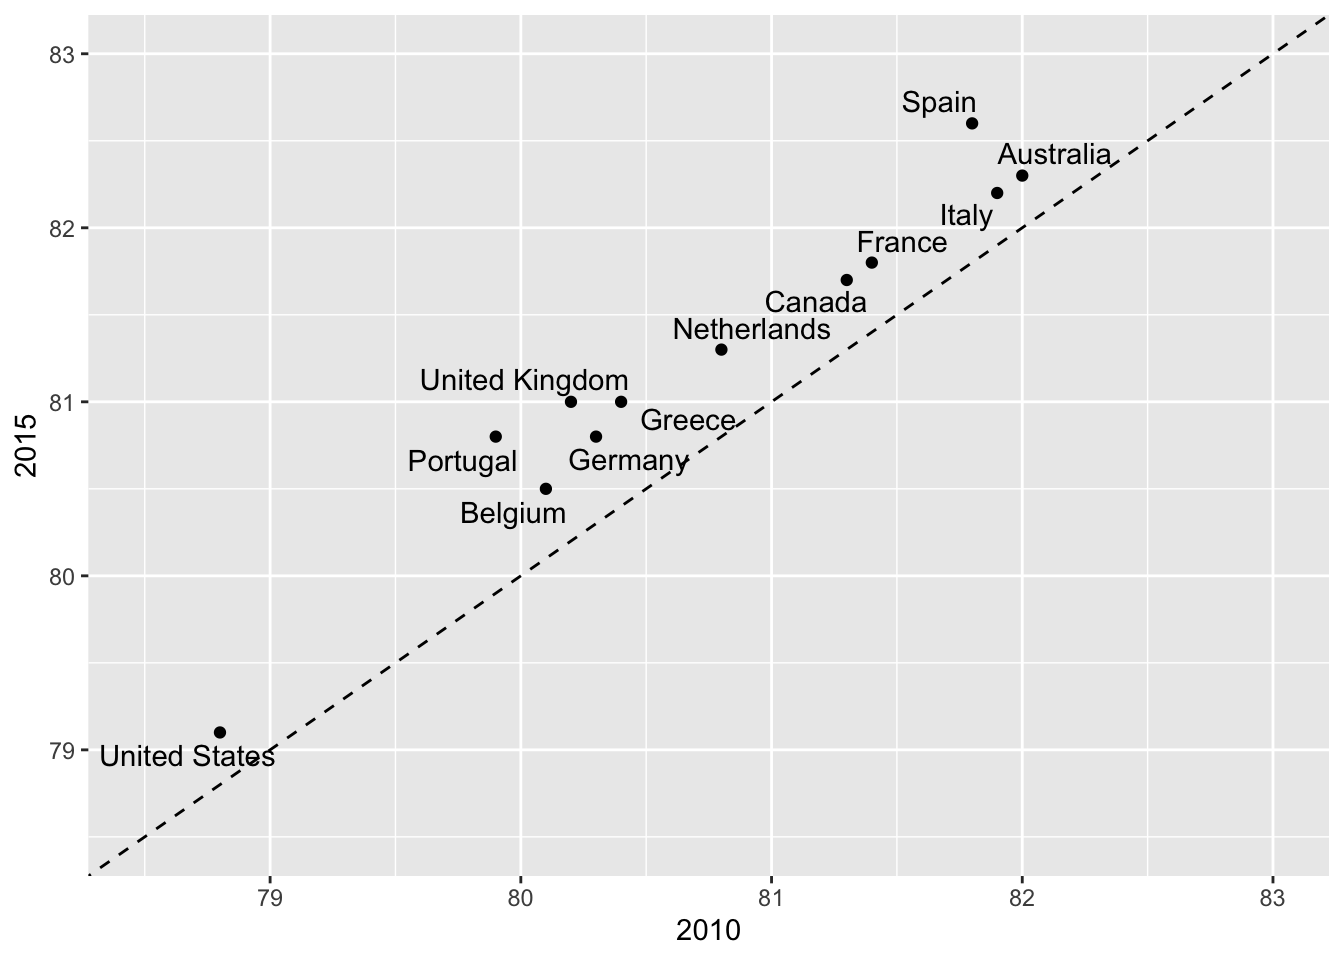 83
Spain
Australia
82
Italy
France
Canada
Netherlands
United Kingdom
81
Greece
2015
Portugal
Germany
Belgium
80
79
United States
79
80
81
82
83
2010